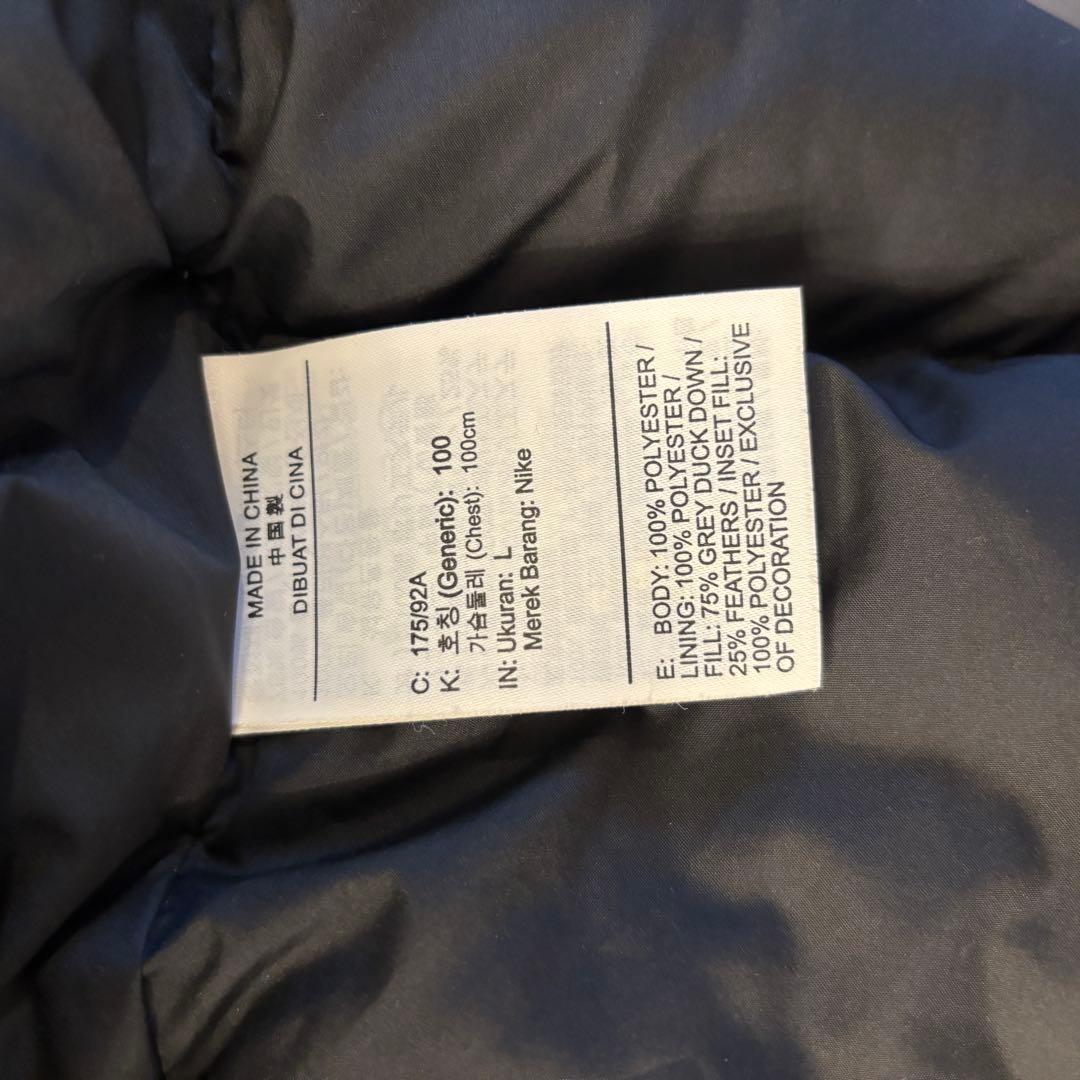 MADE IN CHINA
中国製
DIBUAT DI CINA
C: 175/92A
K: 호칭 (Generic): 100
가슴둘레 (Chest): 100cm
IN: Ukuran: L
Merek Barang: Nike
E: BODY: 100% POLYESTER /
LINING: 100% POLYESTER /
FILL: 75% GREY DUCK DOWN /
25% FEATHERS / INSET FILL:
100% POLYESTER / EXCLUSIVE
OF DECORATION